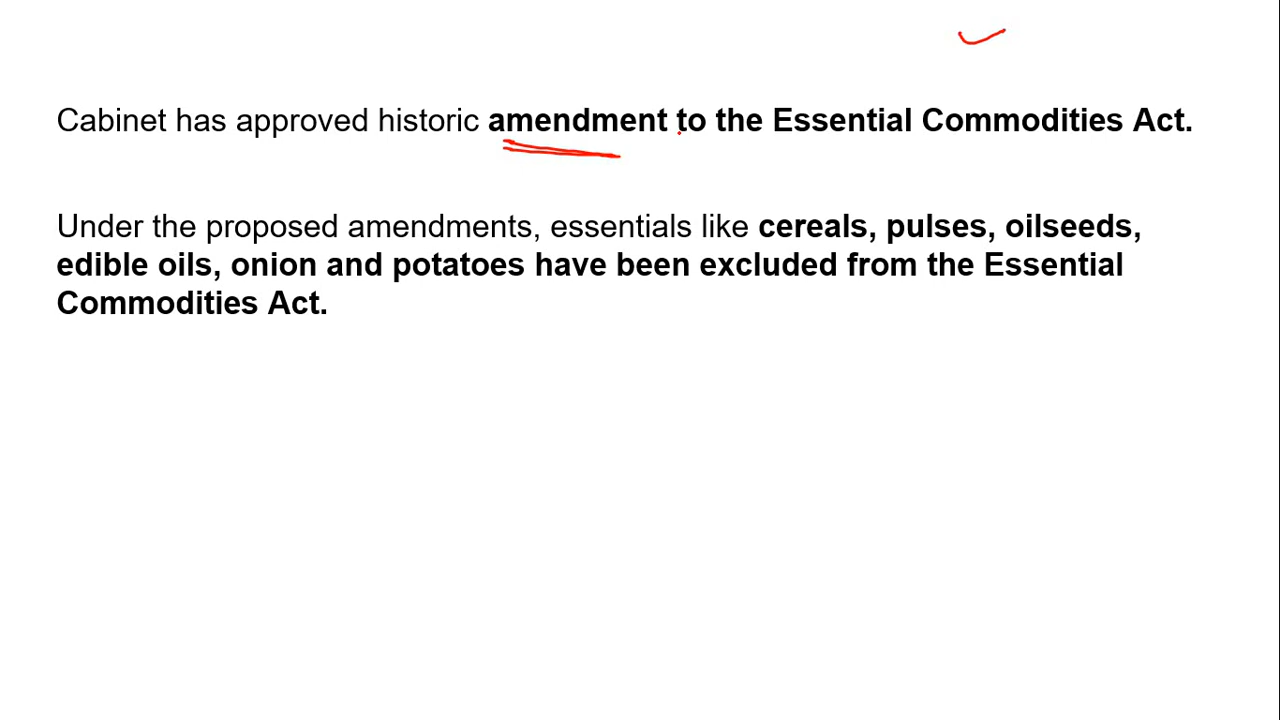 Cabinet has approved historic amendment to the Essential Commodities Act.
Under the proposed amendments, essentials like cereals, pulses, oilseeds,
edible oils, onion and potatoes have been excluded from the Essential
Commodities Act.